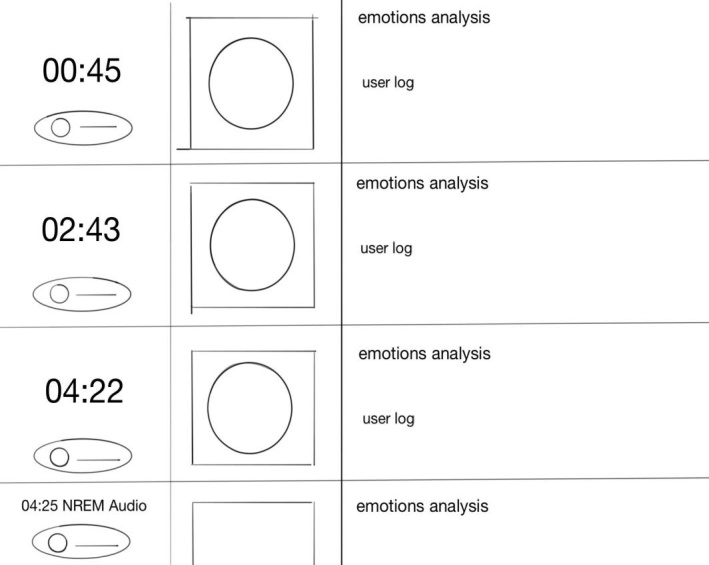 emotions analysis
00:45
user log
emotions analysis
02:43
user log
emotions analysis
04:22
user log
04:25 NREM Audio
emotions analysis